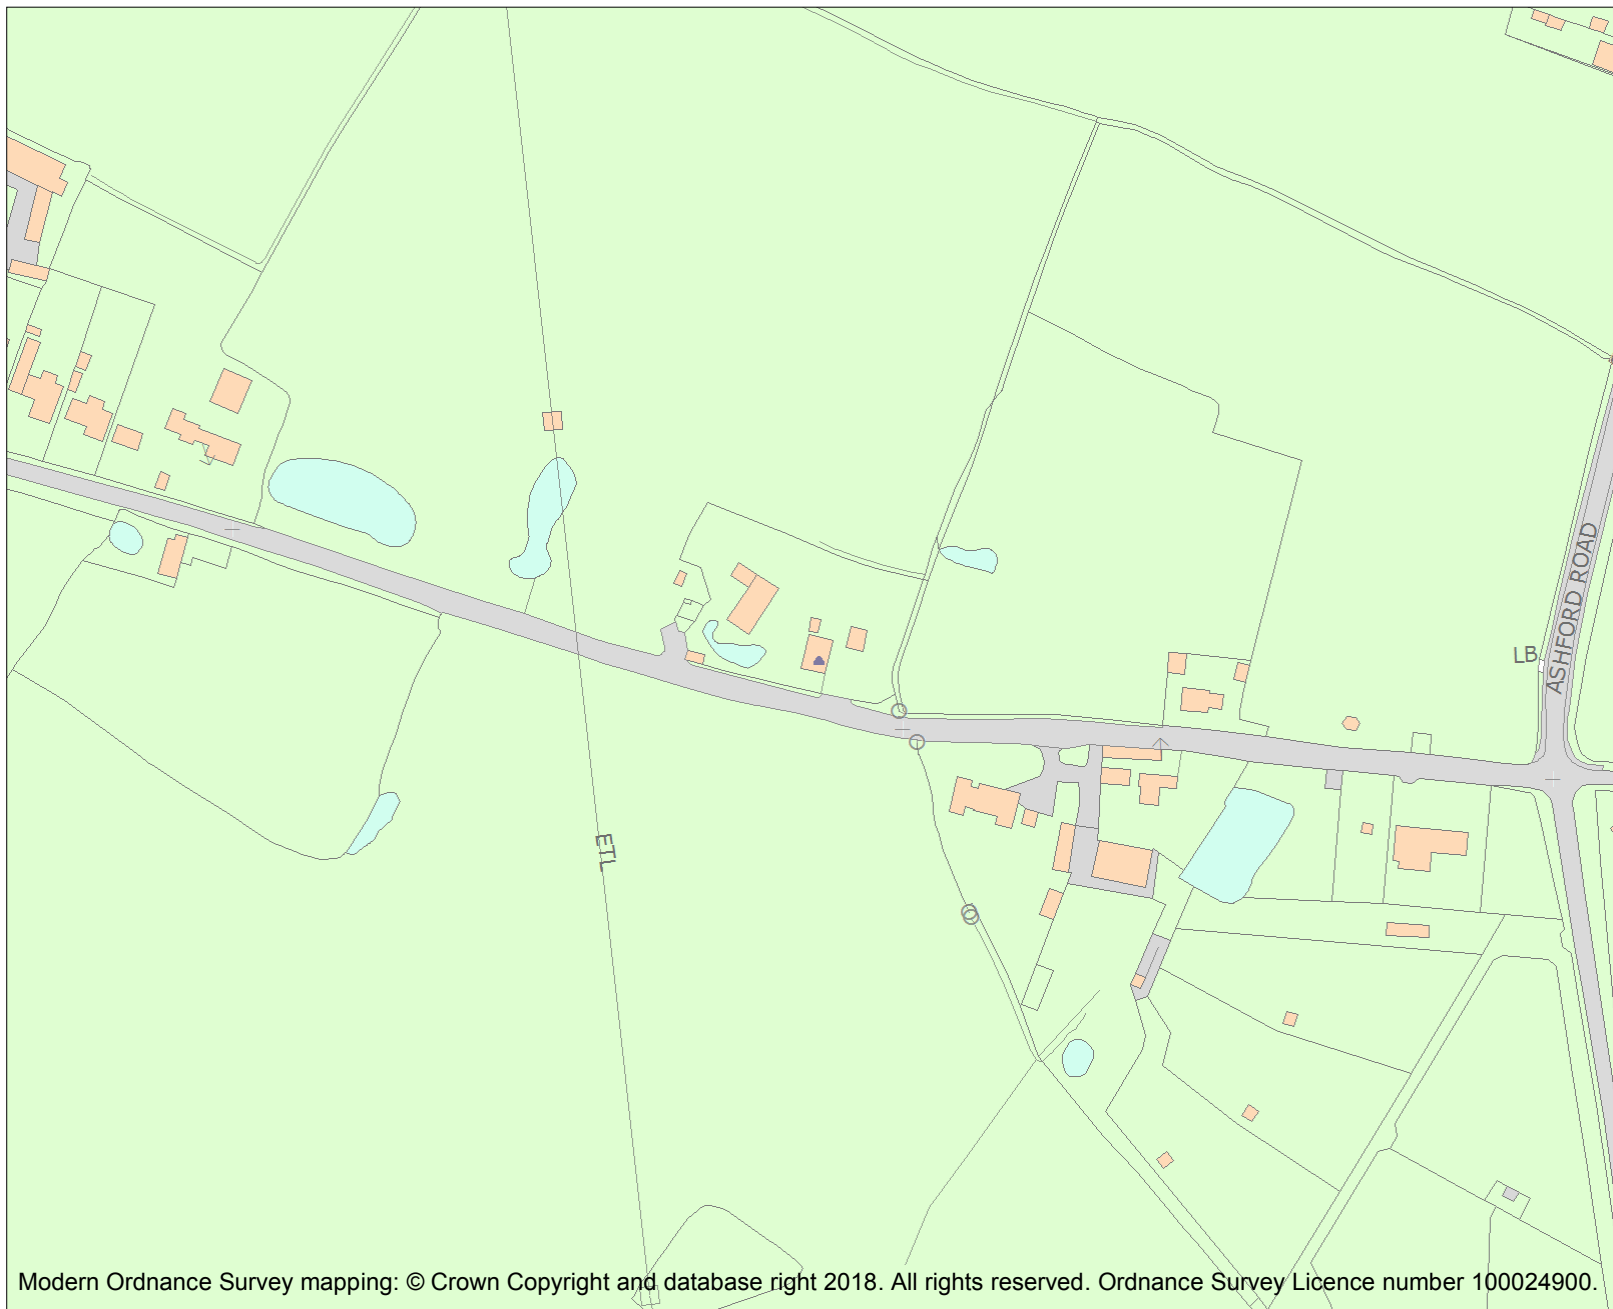 ASHFORD ROAD
LB
ETL
Modern Ordnance Survey mapping: © Crown Copyright and database right 2018. All rights reserved. Ordnance Survey Licence number 100024900.